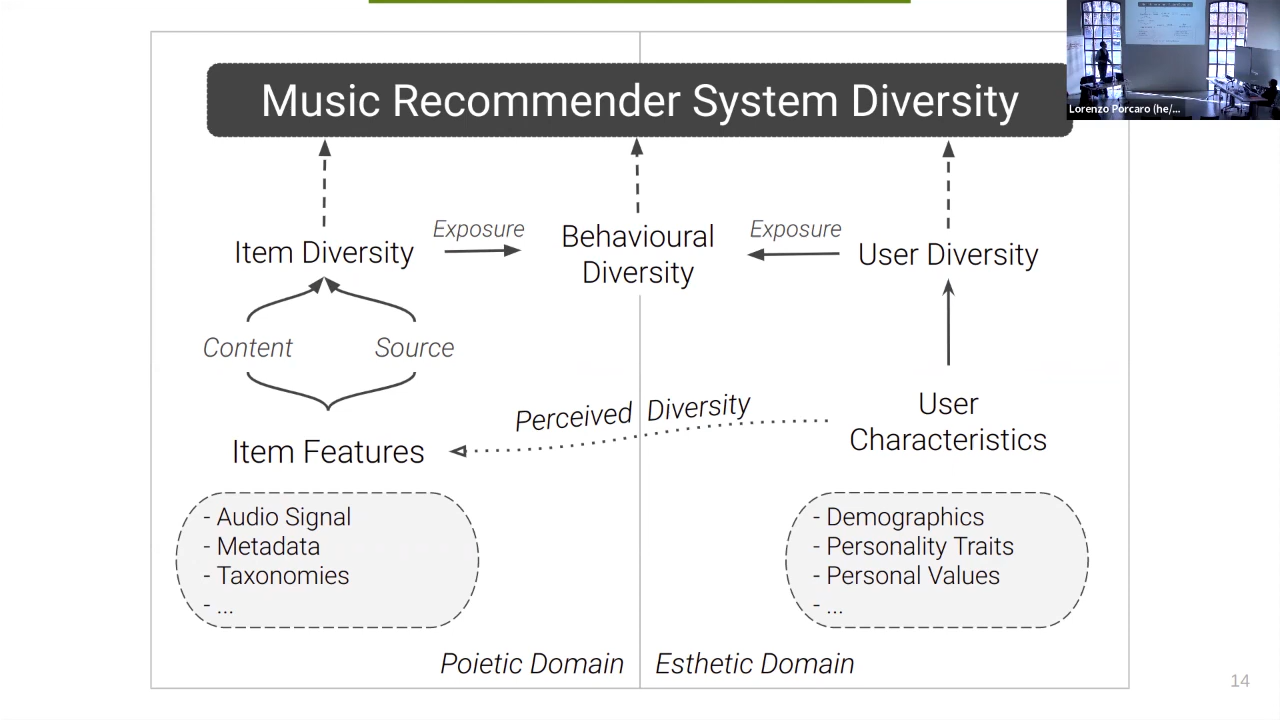 Music Recommender System Diversity
Lorenzo Porcaro (he/...
Exposure
Exposure
Item Diversity
Behavioural
Diversity
User Diversity
Content
Source
Perceived Diversity
User
Characteristics
Item Features
- Audio Signal
- Metadata
- Taxonomies
- ...
- Demographics
- Personality Traits
- Personal Values
- ...
Poietic Domain
Esthetic Domain
14